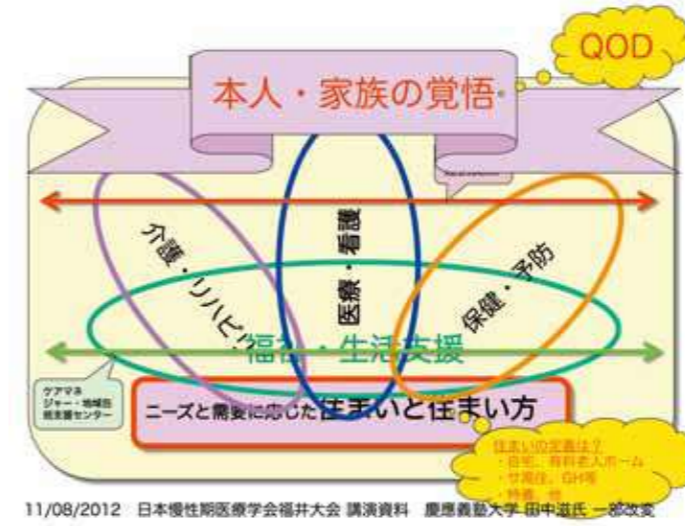 QOD
本人・家族の覚悟
介護・リハビリ
医療・看護
保健・予防
福祉・生活支援
ケアマネ
ジャー・地域包
括支援センター
ニーズと需要に応じた住まいと住まい方
住まいの定義は？
・自宅、有料老人ホーム
・サ高住、GH等
・特養、他
11/08/2012 日本慢性期医療学会福井大会 講演資料 慶應義塾大学 田中滋氏 一部改変